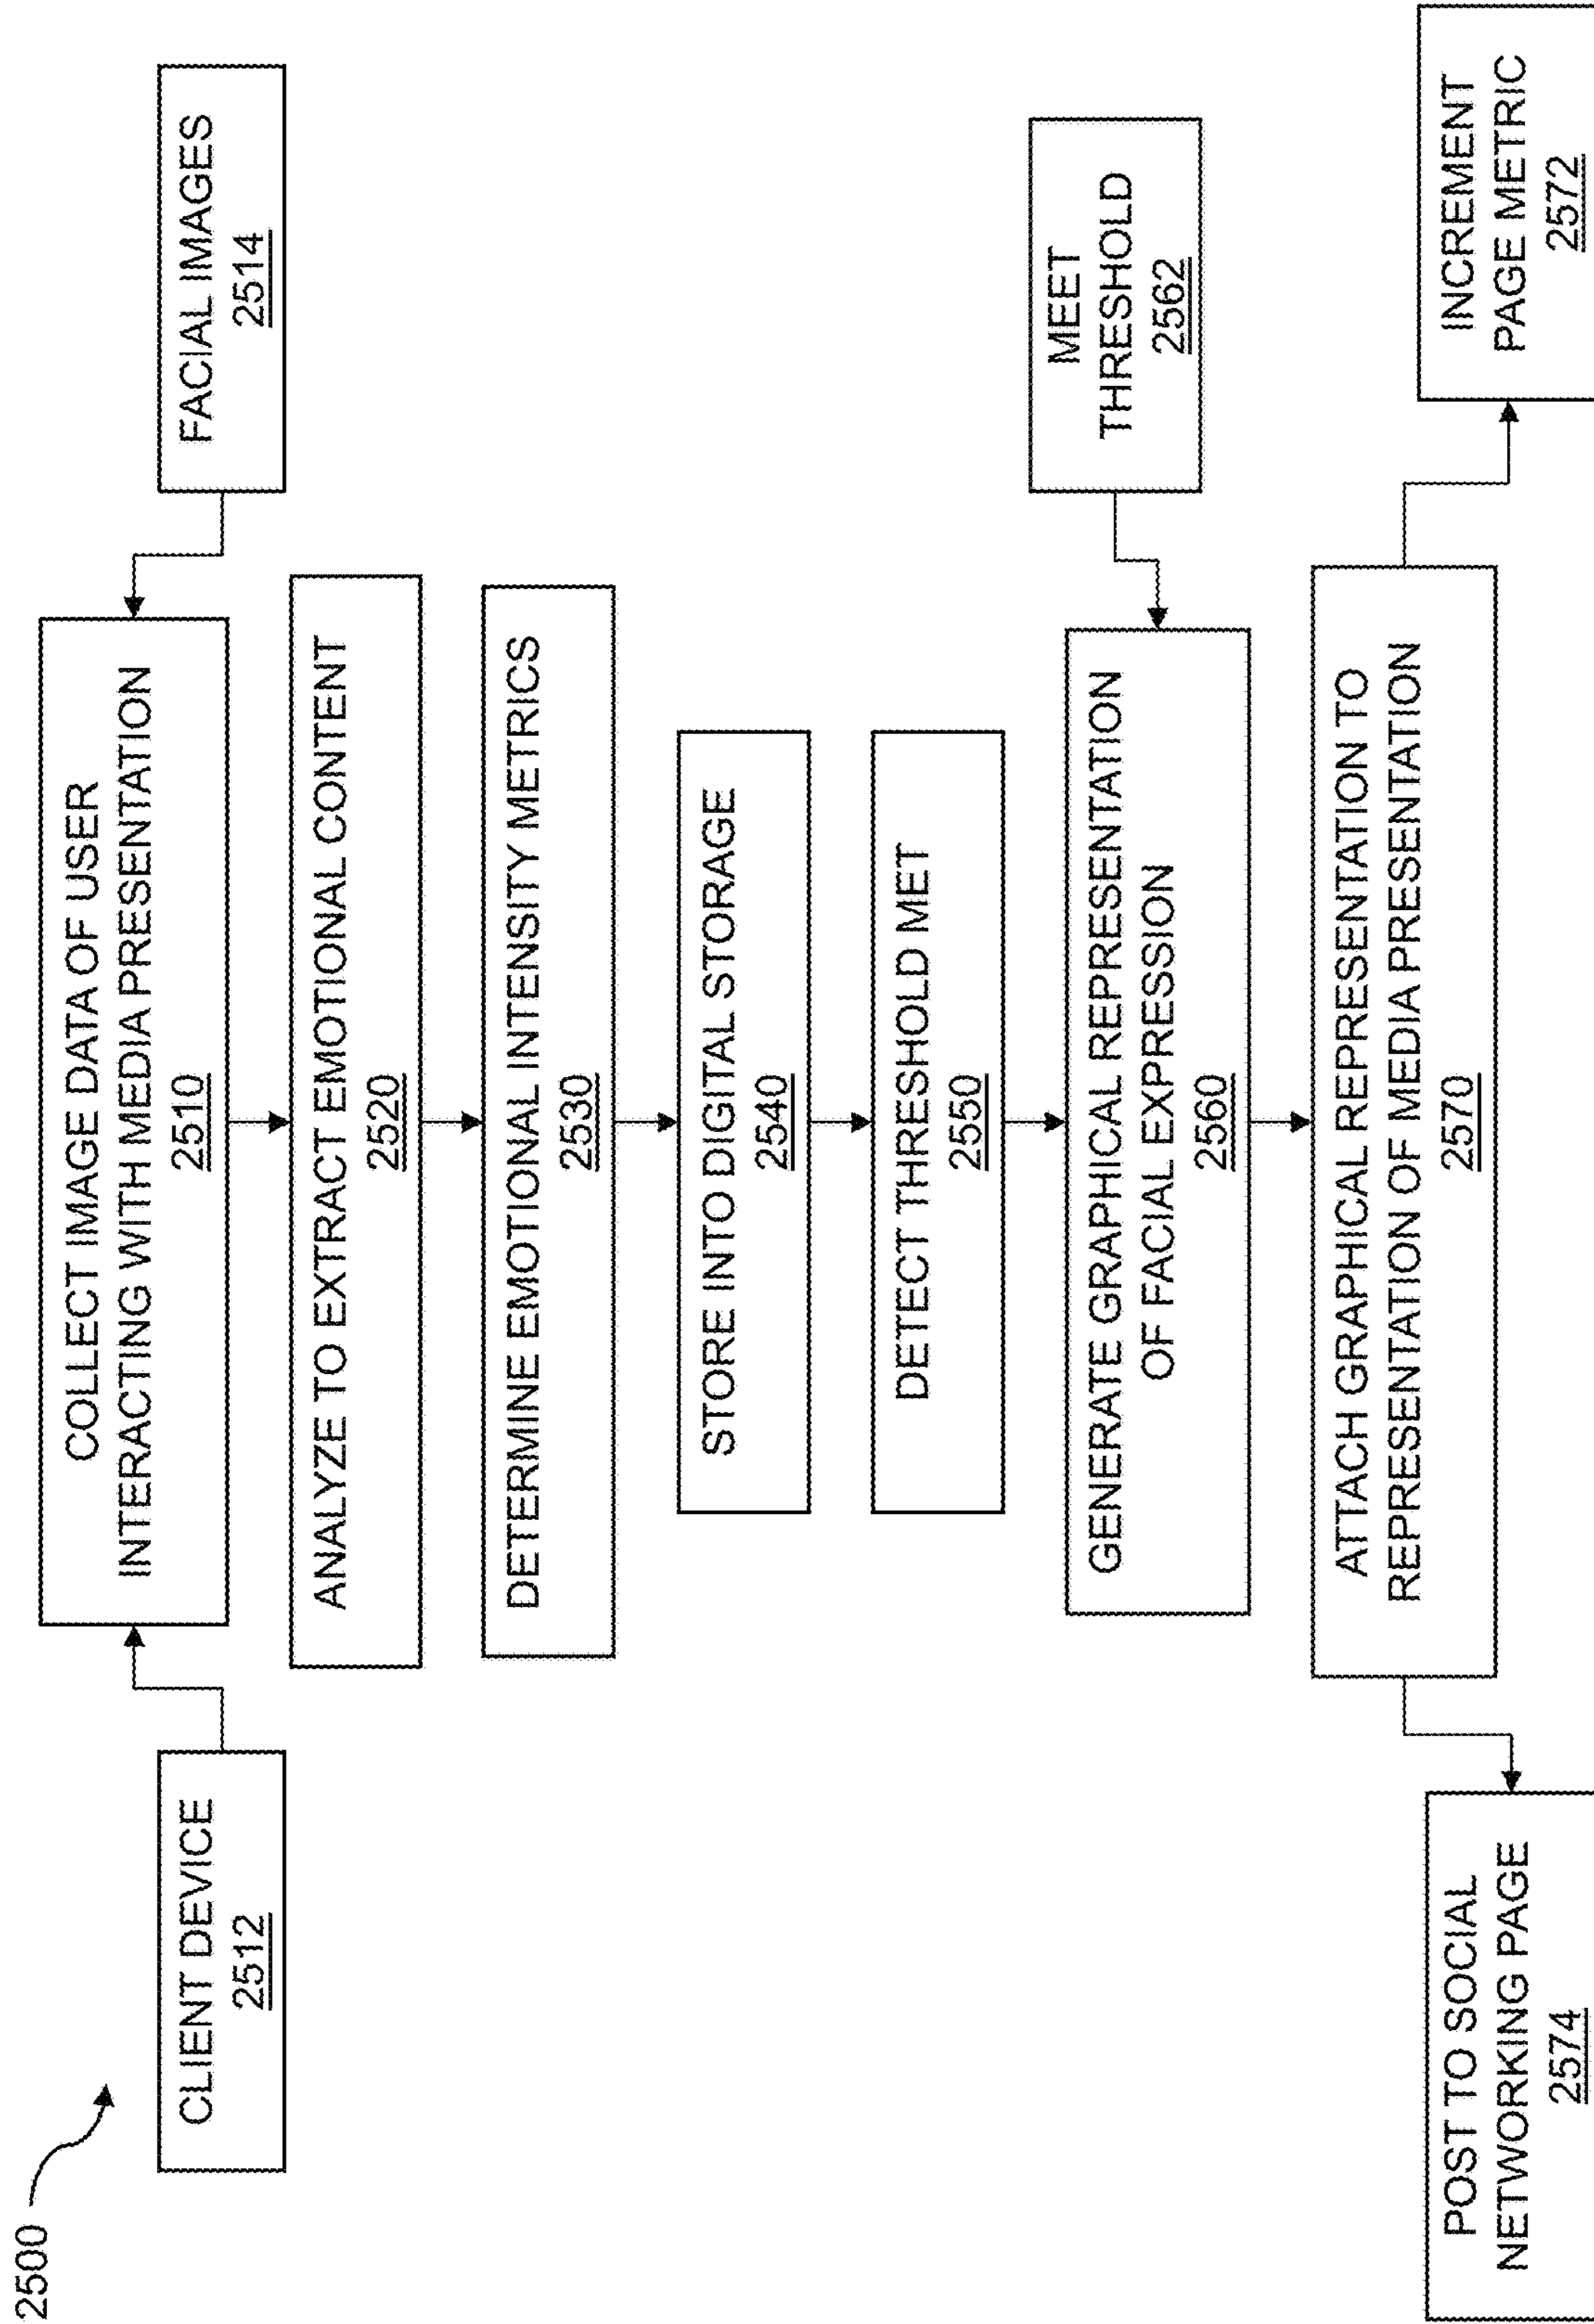 2500
CLIENT DEVICE
2512
COLLECT IMAGE DATA OF USER
INTERACTING WITH MEDIA PRESENTATION
2510
FACIAL IMAGES
2514
ANALYZE TO EXTRACT EMOTIONAL CONTENT
2520
DETERMINE EMOTIONAL INTENSITY METRICS
2530
STORE INTO DIGITAL STORAGE
2540
DETECT THRESHOLD MET
2550
GENERATE GRAPHICAL REPRESENTATION
OF FACIAL EXPRESSION
2560
MEET
THRESHOLD
2562
ATTACH GRAPHICAL REPRESENTATION TO
REPRESENTATION OF MEDIA PRESENTATION
2570
POST TO SOCIAL
NETWORKING PAGE
2574
INCREMENT
PAGE METRIC
2572